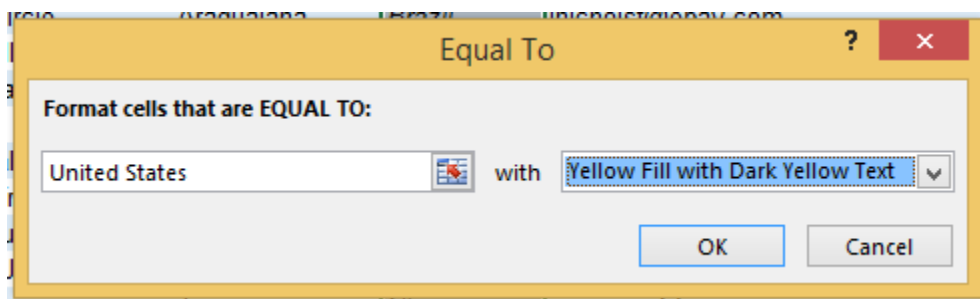 Equal To
?
Format cells that are EQUAL TO:
United States with Yellow Fill with Dark Yellow Text
OK Cancel